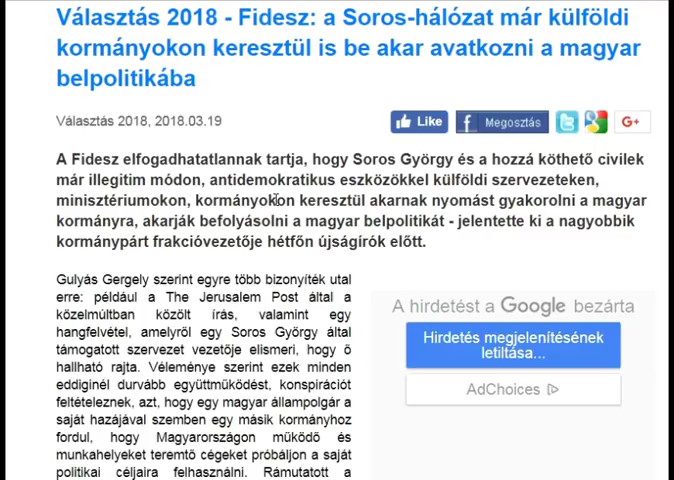 Választás 2018 - Fidesz: a Soros-hálózat már külföldi
kormányokon keresztül is be akar avatkozni a magyar
belpolitikába
Választás 2018, 2018.03.19
Like
Megosztás
G+
A Fidesz elfogadhatatlannak tartja, hogy Soros György és a hozzá köthető civilek
már illegitim módon, antidemokratikus eszközökkel külföldi szervezeteken,
minisztériumokon, kormányokon keresztül akarnak nyomást gyakorolni a magyar
kormányra, akarják befolyásolni a magyar belpolitikát - jelentette ki a nagyobbik
kormánypárt frakcióvezetője hétfőn újságírók előtt.
Gulyás Gergely szerint egyre több bizonyíték utal
erre: például a The Jerusalem Post által a
közelmúltban közölt írás, valamint egy
hangfelvétel, amelyről egy Soros György által
támogatott szervezet vezetője elismeri, hogy ő
hallható rajta. Véleménye szerint ezek minden
eddiginél durvább együttműködést, konspirációt
feltételeznek, azt, hogy egy magyar állampolgár a
saját hazájával szemben egy másik kormányhoz
fordul, hogy Magyarországon működő és
munkahelyeket teremtő cégeket próbáljon a saját
politikai céljaira felhasználni. Rámutatott a
A hirdetést a Google bezárta
Hirdetés megjelenítésének
letiltása...
AdChoices